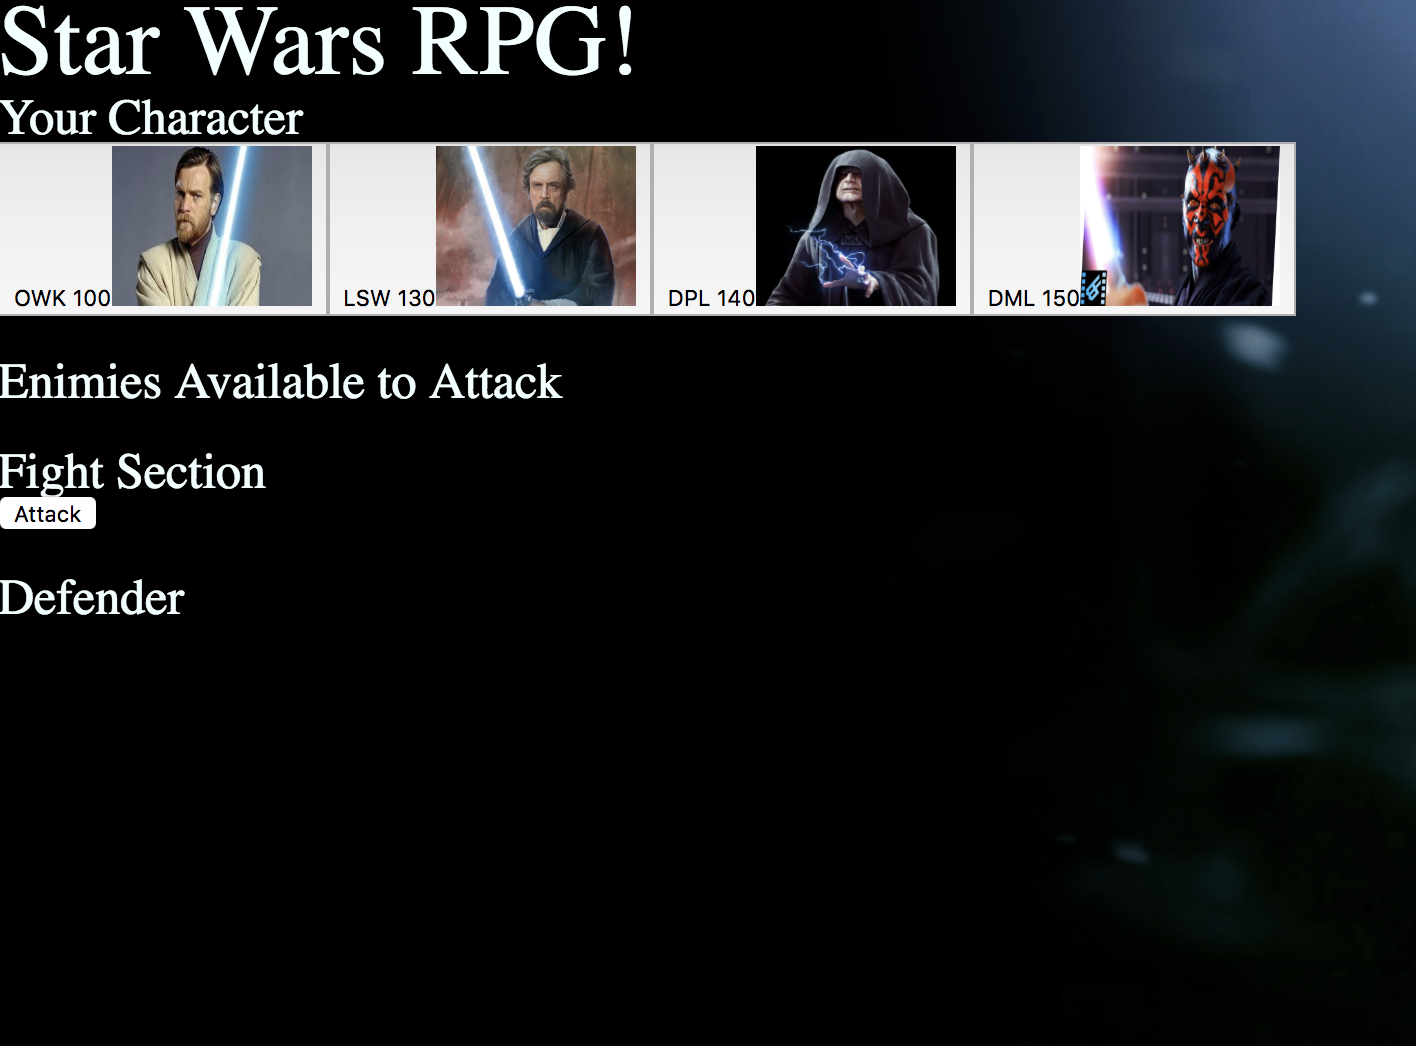 Star Wars RPG!
Your Character
OWK 100 LSW 130 DPL 140 DML 150
Enimies Available to Attack
Fight Section
Attack
Defender